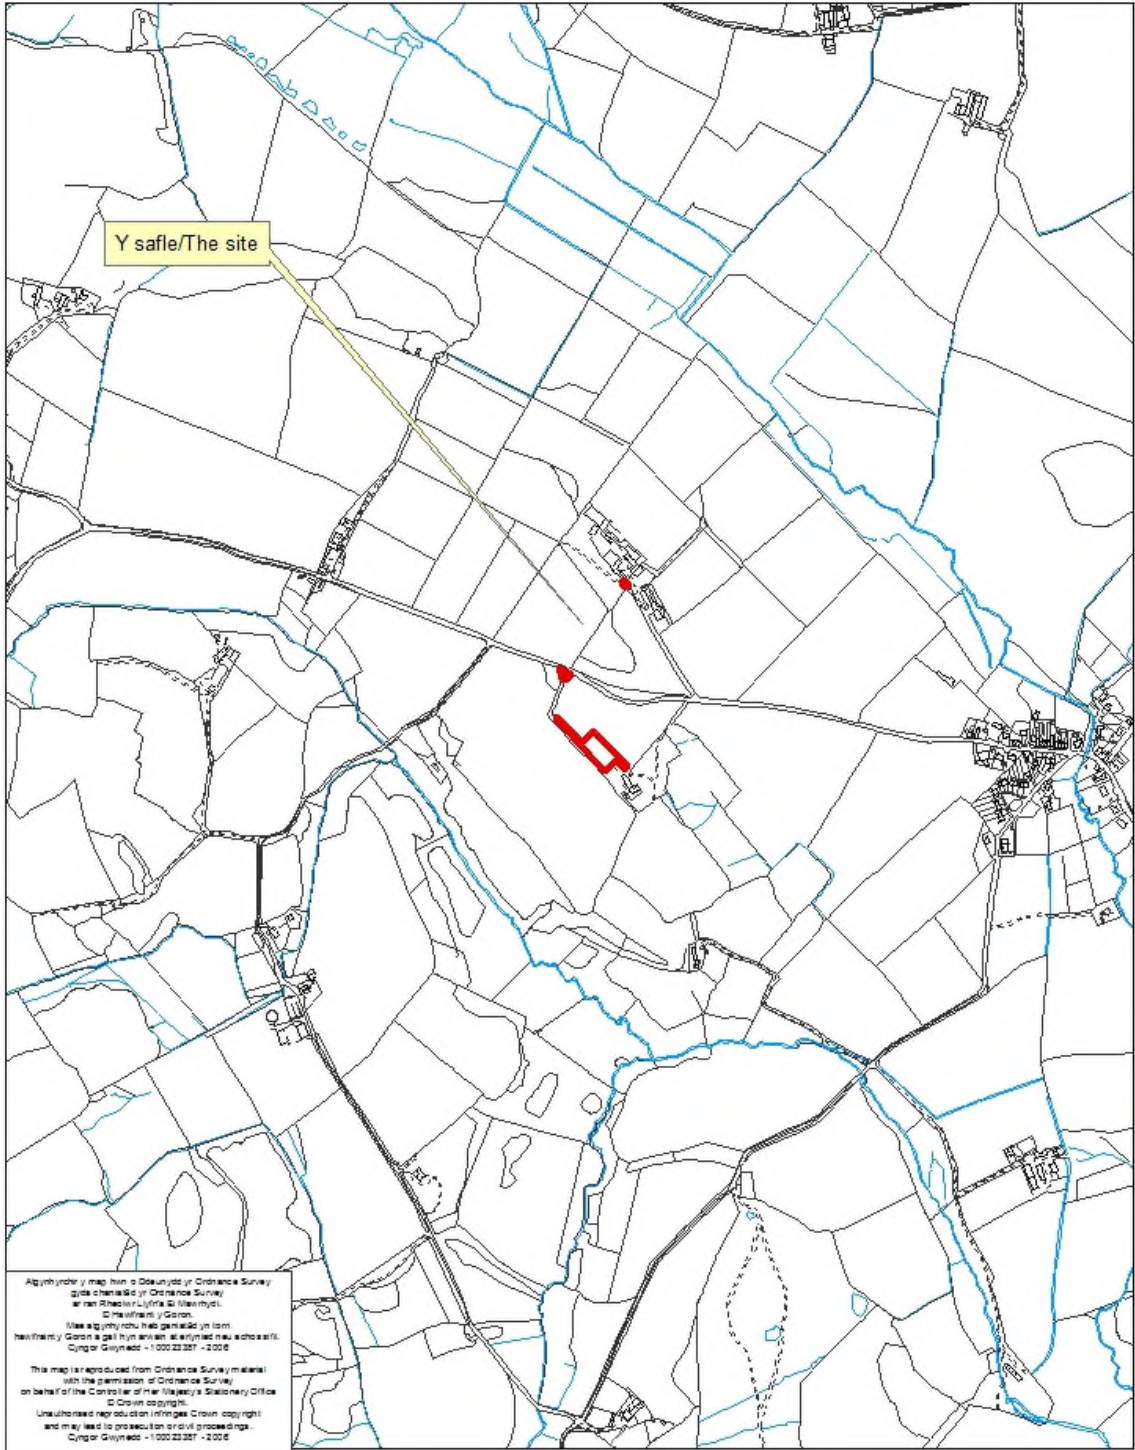 Y safle/The site
Atgynhyrchir y map hwn o Ddeunydd yr Ordnance Survey
gyda chaniatâd yr Ordnance Survey
ar ran Rheolwr Llyfrfa Ei Mawrhydi.
© Hawlfraint y Goron.
Mae atgynhyrchu heb ganiatâd yn torri
hawlfraint y Goron a gall hyn arwain at erlyniad neu achos sifil.
Cyngor Gwynedd - 100023387 - 2008
This map is reproduced from Ordnance Survey material
with the permission of Ordnance Survey
on behalf of the Controller of Her Majesty's Stationery Office
© Crown copyright.
Unauthorised reproduction infringes Crown copyright
and may lead to prosecution or civil proceedings.
Cyngor Gwynedd - 100023387 - 2008